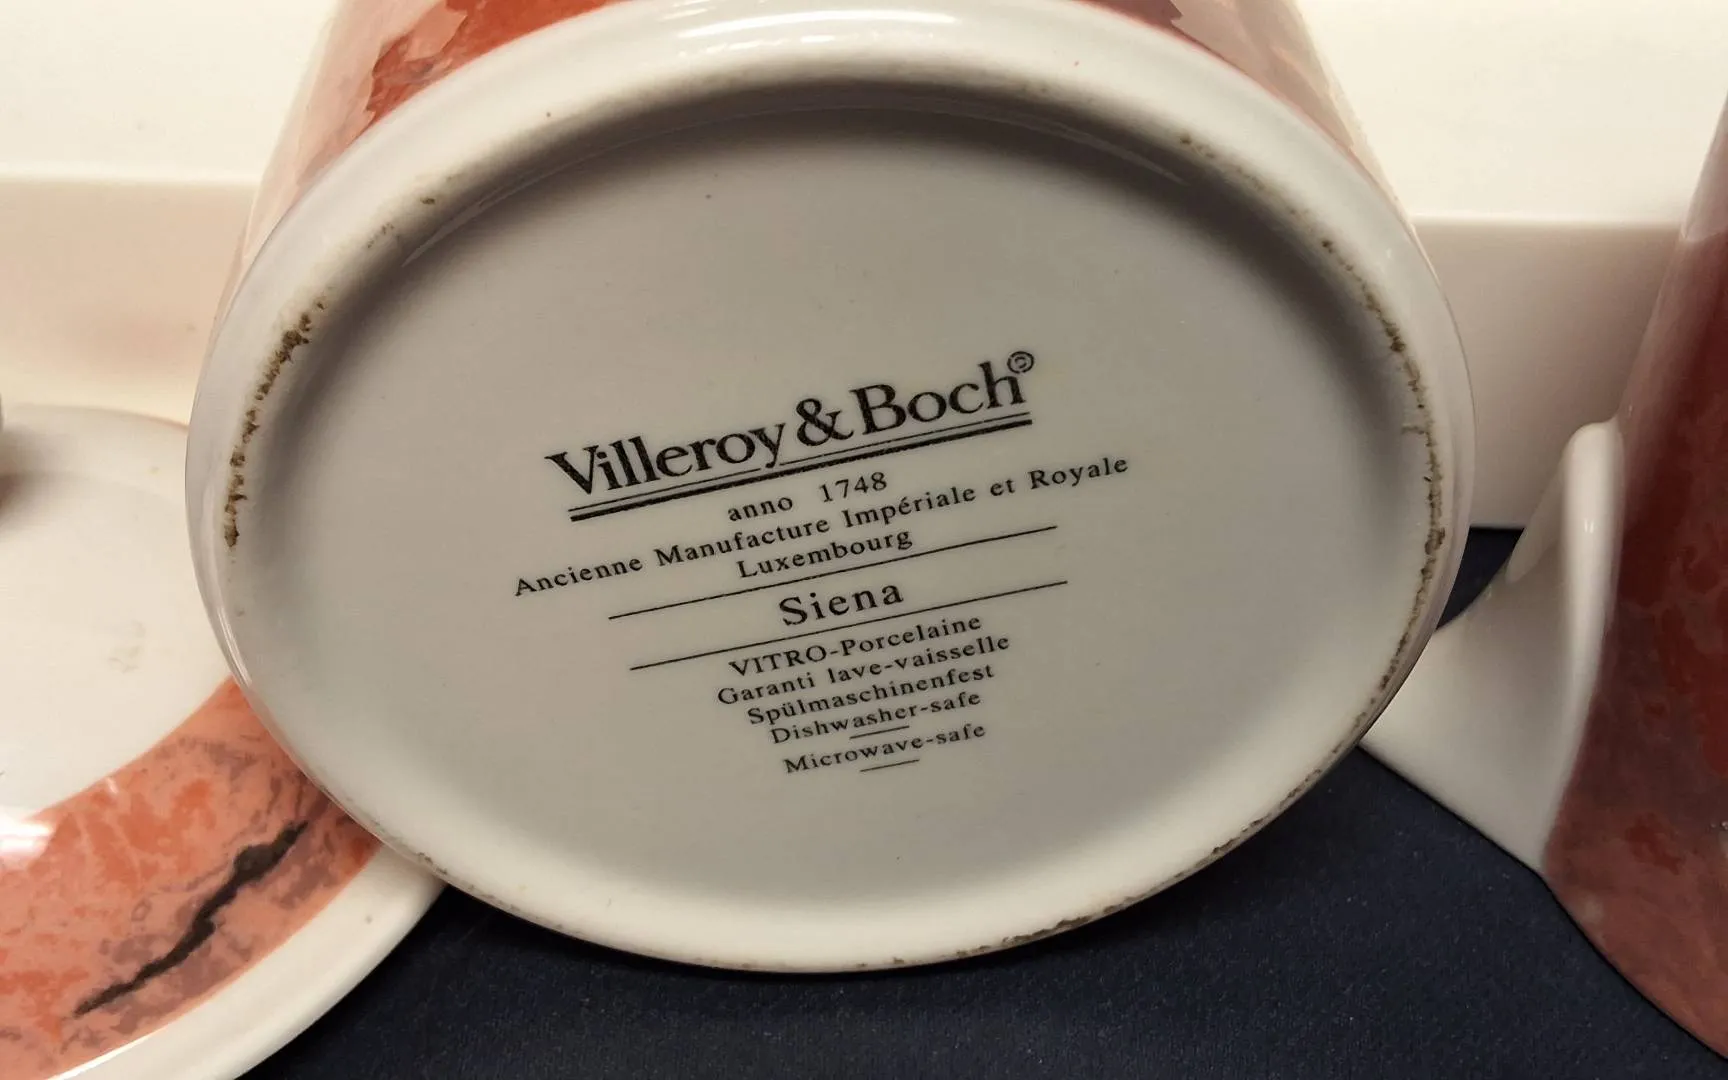 Villeroy & Boch©
anno 1748
Ancienne Manufacture Impériale et Royale
Luxembourg
Siena
VITRO-Porcelaine
Garanti lave-vaisselle
Spülmaschinenfest
Dishwasher-safe
Microwave-safe